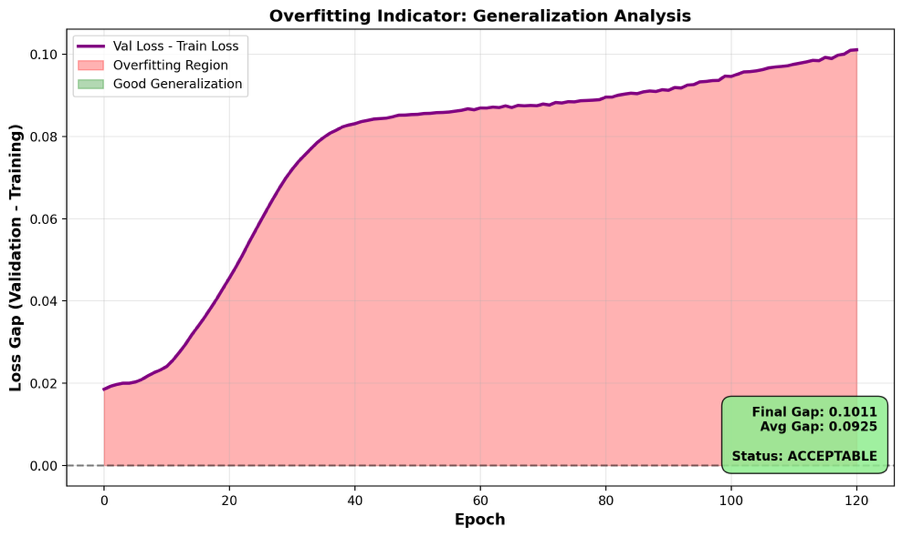 Overfitting Indicator: Generalization Analysis
Val Loss - Train Loss
Overfitting Region
Good Generalization
Loss Gap (Validation - Training)
0.10
0.08
0.06
0.04
0.02
0.00
Final Gap: 0.1011
Avg Gap: 0.0925
Status: ACCEPTABLE
0 20 40 60 80 100 120
Epoch